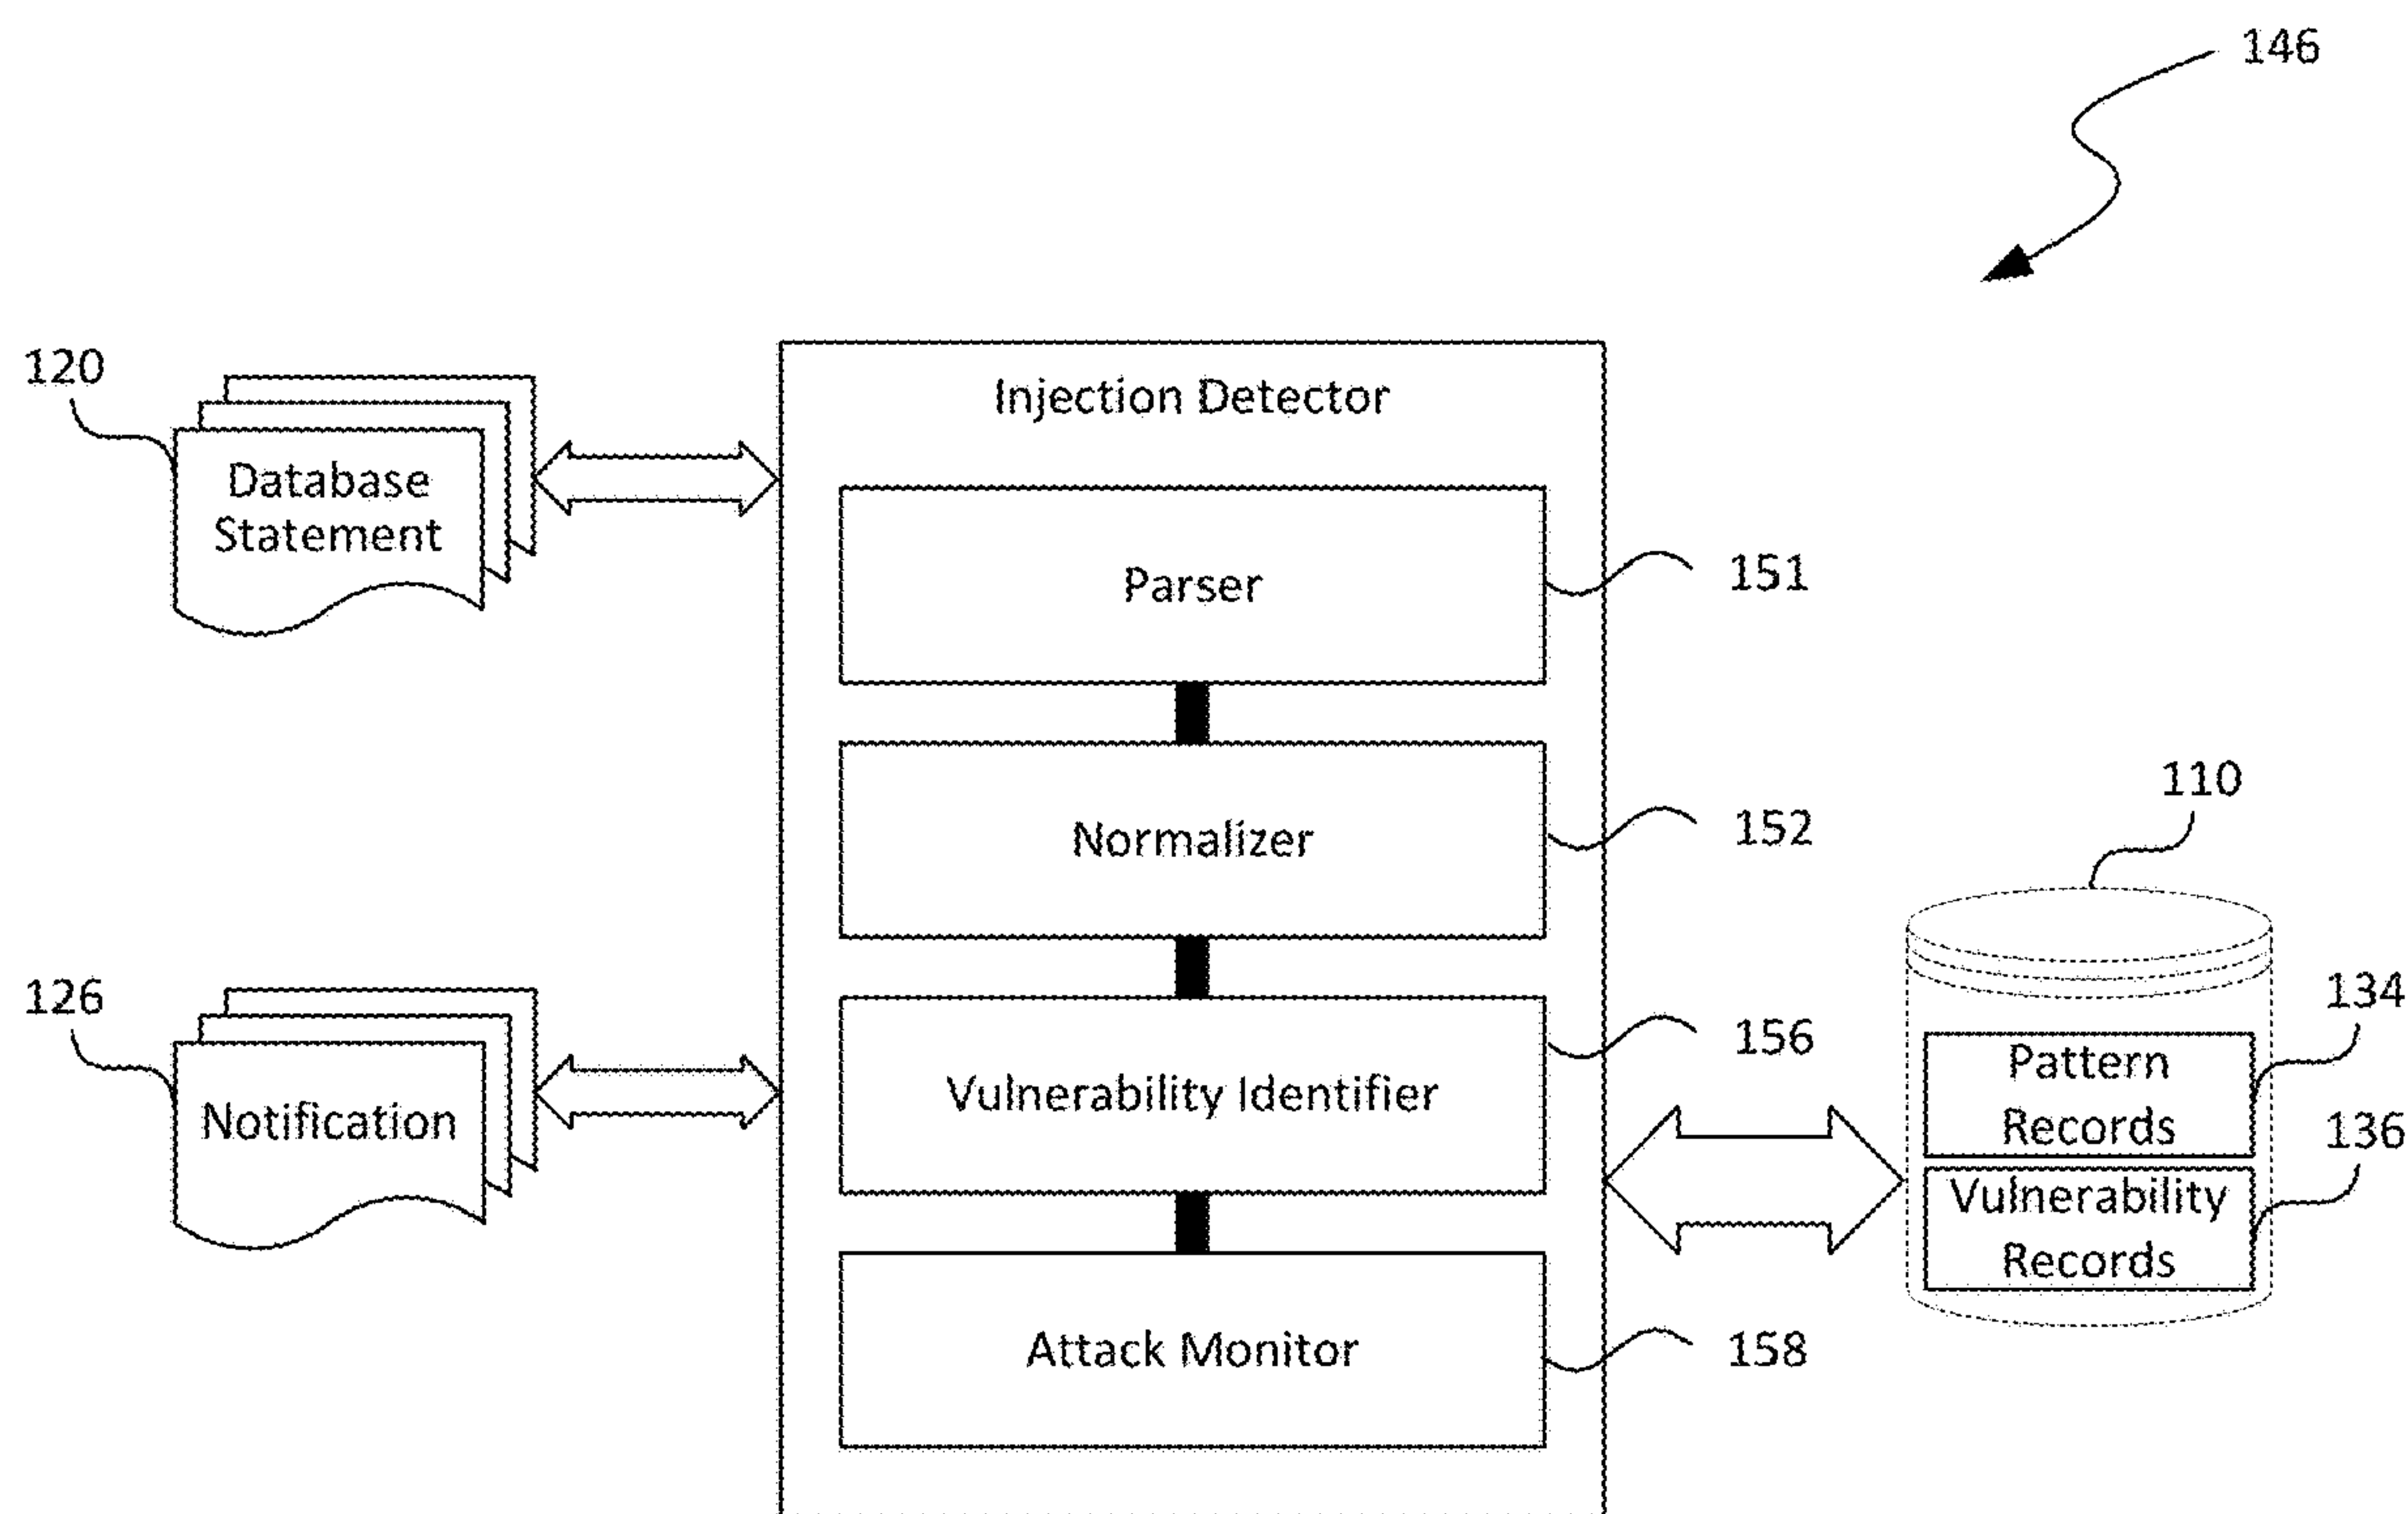 146
120
Injection Detector
Database
Statement
Parser
151
Normalizer
152
110
126
134
Notification
Vulnerability Identifier
156
Pattern
Records
136
Vulnerability
Records
Attack Monitor
158